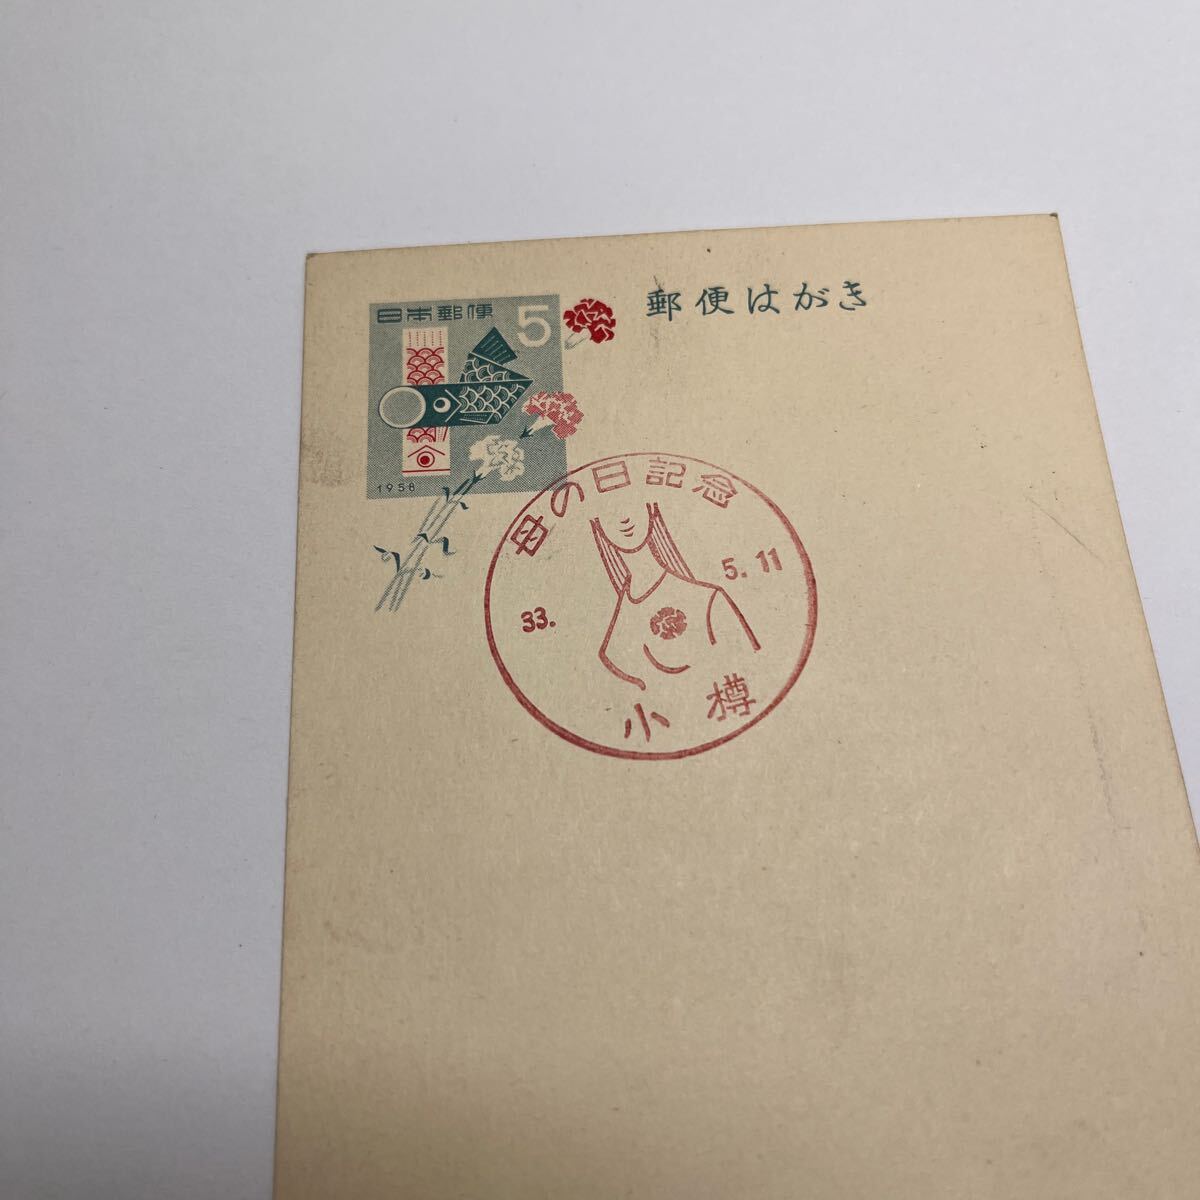 郵便はがき
日本郵便 5
1958
母の日記念
33. 5. 11
小樽